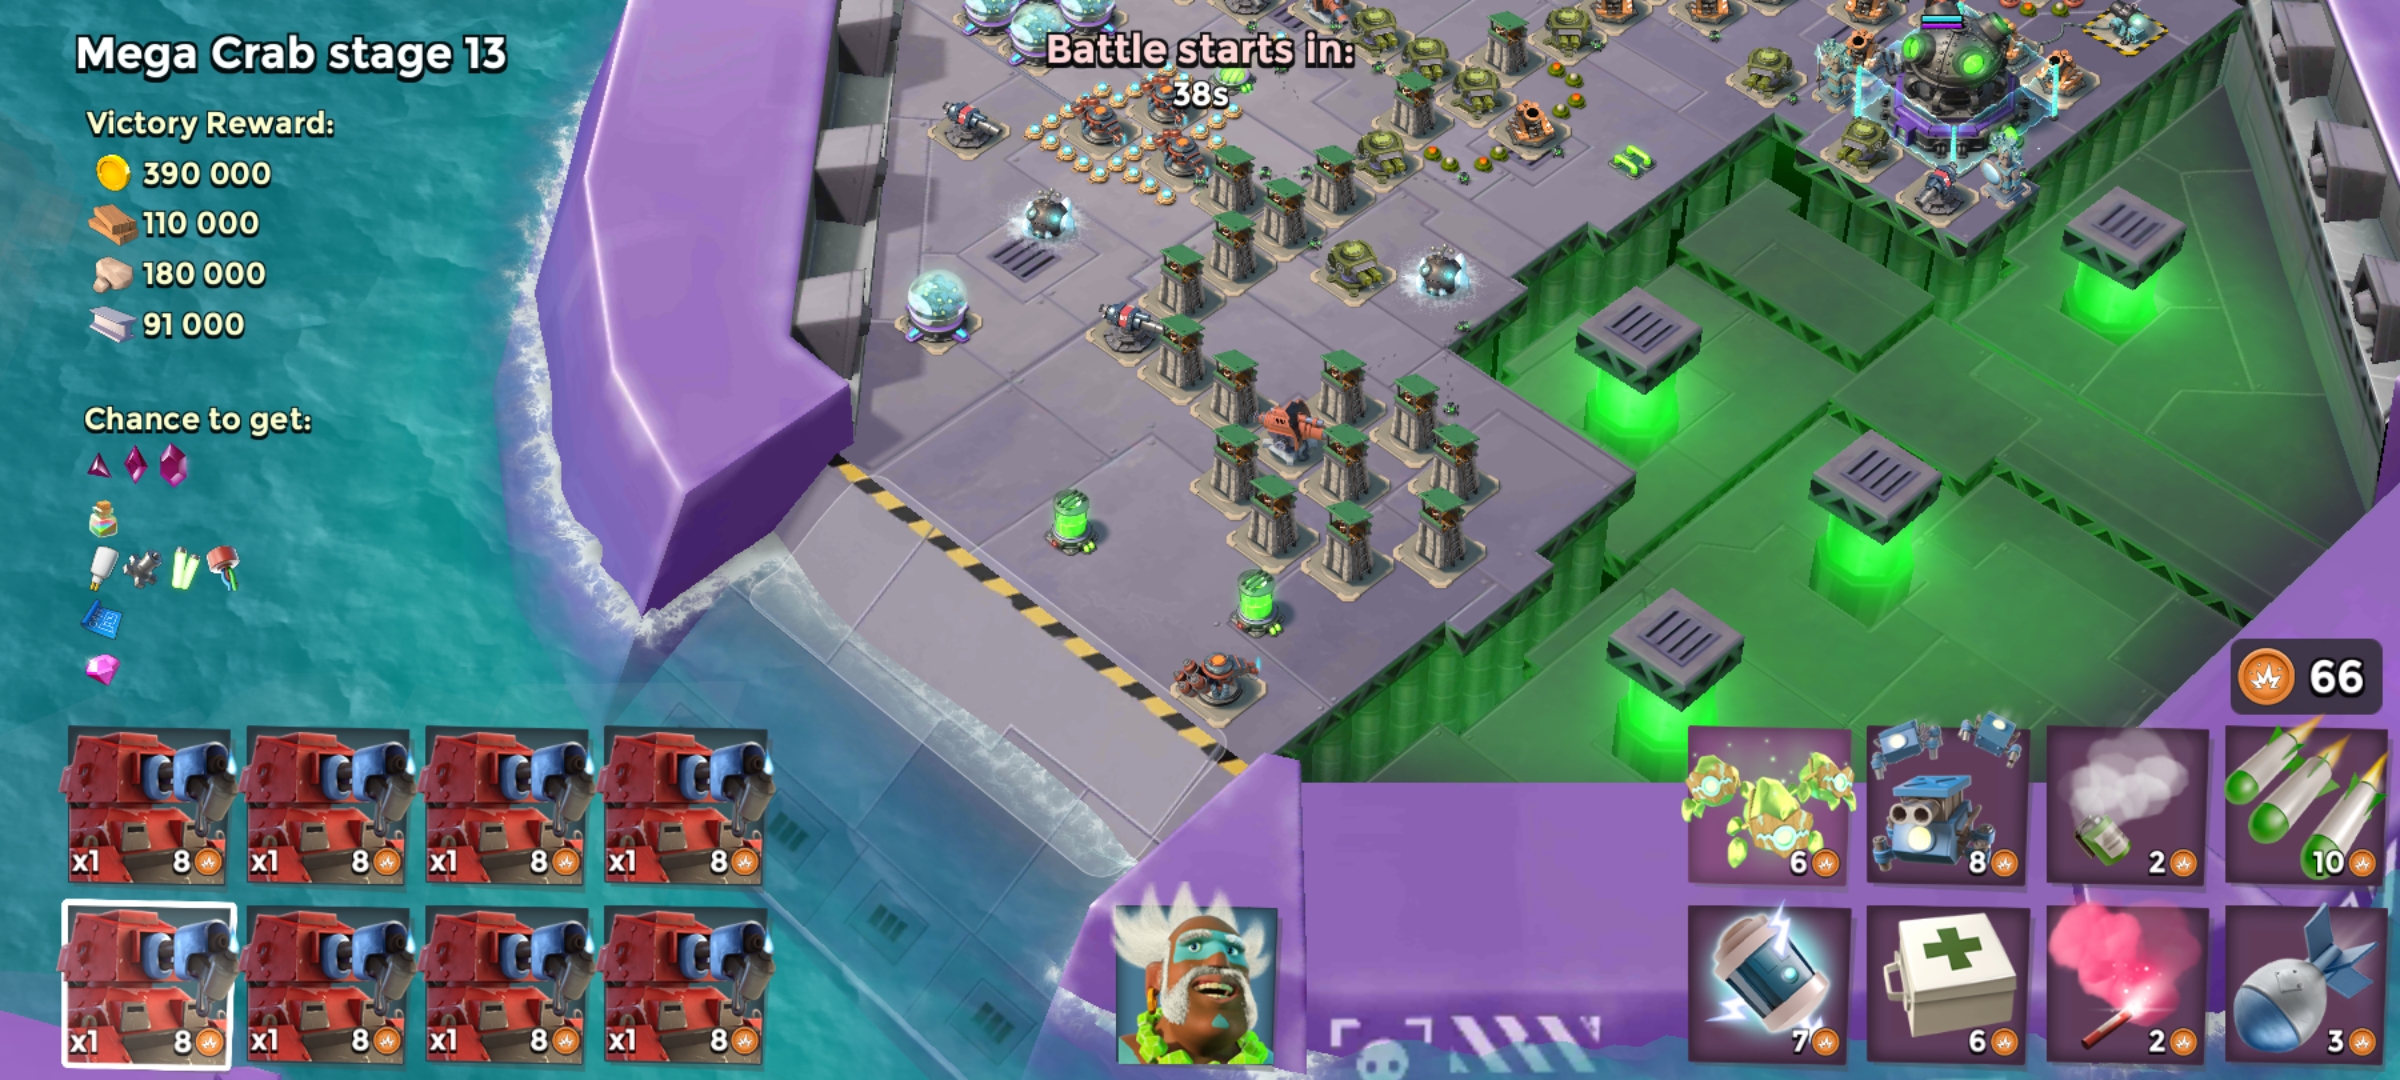 Mega Crab stage 13
Battle starts in:
38s
Victory Reward:
390 000
110 000
180 000
91 000
Chance to get:
66
x1 8
x1 8
x1 8
x1 8
6
8
2
10
x1 8
x1 8
x1 8
x1 8
7
6
2
3